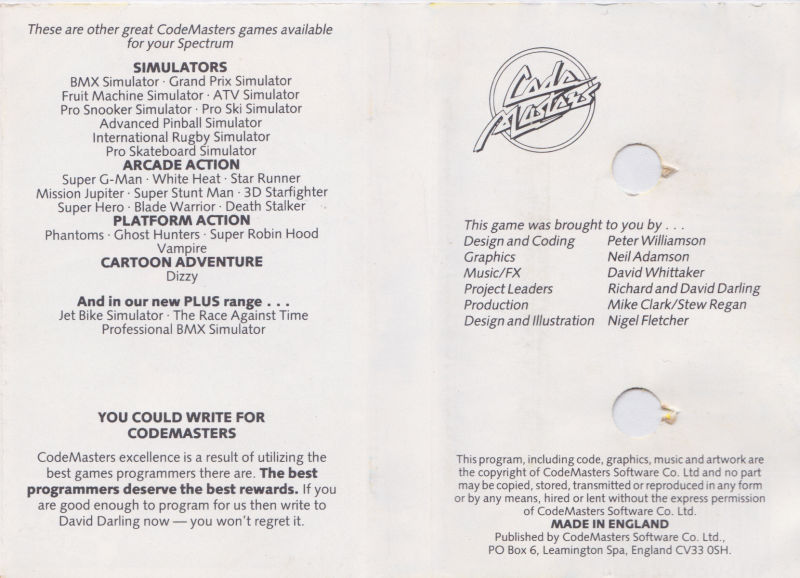 These are other great CodeMasters games available
for your Spectrum
SIMULATORS
BMX Simulator · Grand Prix Simulator
Fruit Machine Simulator · ATV Simulator
Pro Snooker Simulator · Pro Ski Simulator
Advanced Pinball Simulator
International Rugby Simulator
Pro Skateboard Simulator
ARCADE ACTION
Super G-Man · White Heat · Star Runner
Mission Jupiter · Super Stunt Man · 3D Starfighter
Super Hero · Blade Warrior · Death Stalker
PLATFORM ACTION
Phantoms · Ghost Hunters · Super Robin Hood
Vampire
CARTOON ADVENTURE
Dizzy
And in our new PLUS range . . .
Jet Bike Simulator · The Race Against Time
Professional BMX Simulator
YOU COULD WRITE FOR
CODEMASTERS
CodeMasters excellence is a result of utilizing the
best games programmers there are. The best
programmers deserve the best rewards. If you
are good enough to program for us then write to
David Darling now — you won't regret it.
Code
Masters
This game was brought to you by . . .
Design and Coding Peter Williamson
Graphics Neil Adamson
Music/FX David Whittaker
Project Leaders Richard and David Darling
Production Mike Clark/Stew Regan
Design and Illustration Nigel Fletcher
This program, including code, graphics, music and artwork are
the copyright of CodeMasters Software Co. Ltd and no part
may be copied, stored, transmitted or reproduced in any form
or by any means, hired or lent without the express permission
of CodeMasters Software Co. Ltd.
MADE IN ENGLAND
Published by CodeMasters Software Co. Ltd.,
PO Box 6, Leamington Spa, England CV33 0SH.